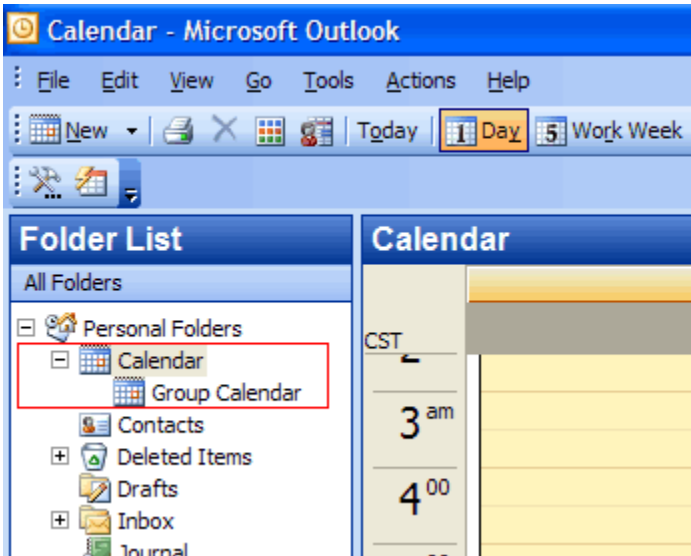 Calendar - Microsoft Outlook
File Edit View Go Tools Actions Help
New Today 1 Day 5 Work Week
Folder List
All Folders
Personal Folders
Calendar
Group Calendar
Contacts
Deleted Items
Drafts
Inbox
Journal
Calendar
CST
3 am
4 00